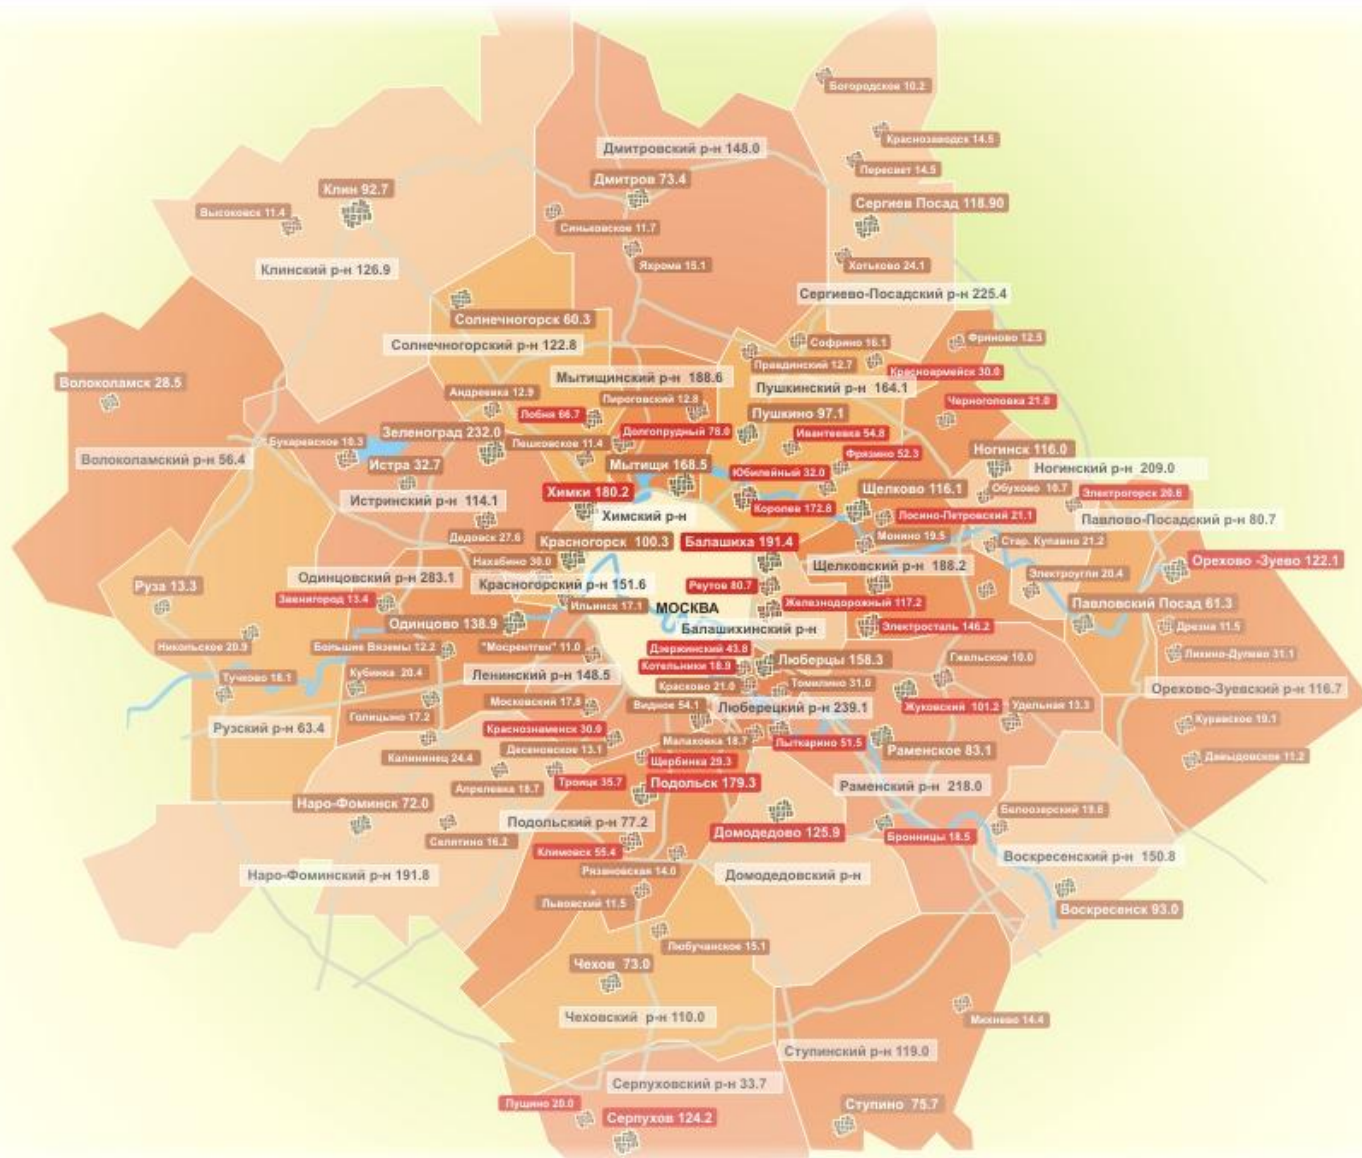 Богородское 10.2
Краснозаводск 14.5
Дмитровский р-н 148.0
Пересвет 14.5
Дмитров 73.4
Клин 92.7
Сергиев Посад 118.90
Высоковск 11.4
Синьковское 11.7
Яхрома 15.1
Хотьково 24.1
Клинский р-н 126.9
Сергиево-Посадский р-н 225.4
Солнечногорск 60.3
Фряново 12.5
Софрино 16.1
Солнечногорский р-н 122.8
Правдинский 12.7
Красноармейск 30.0
Мытищинский р-н 188.6
Волоколамск 28.5
Пушкинский р-н 164.1
Андреевка 12.9
Пироговский 12.8
Черноголовка 21.0
Лобня 66.7
Пушкино 97.1
Зеленоград 232.0
Долгопрудный 78.0
Ивантеевка 54.8
Бужаревское 10.3
Пешковское 11.4
Ногинск 116.0
Фрязино 52.3
Волоколамский р-н 56.4
Истра 32.7
Мытищи 168.5
Ногинский р-н 209.0
Юбилейный 32.0
Щелково 116.1
Обухово 10.7
Химки 180.2
Электрогорск 20.6
Истринский р-н 114.1
Королев 172.8
Химский р-н
Лосино-Петровский 21.1
Павлово-Посадский р-н 80.7
Дедовск 27.6
Красногорск 100.3
Балашиха 191.4
Монино 19.5
Стар. Купавна 21.2
Нахабино 30.0
Орехово -Зуево 122.1
Щелковский р-н 188.2
Одинцовский р-н 283.1
Красногорский р-н 151.6
Электроугли 20.4
Руза 13.3
Реутов 80.7
Звенигород 13.4
Ильинск 17.1
МОСКВА
Железнодорожный 117.2
Павловский Посад 61.3
Одинцово 138.9
Балашихинский р-н
Электросталь 146.2
Дрезна 11.5
Никольское 20.9
Большие Вяземы 12.2
"Мосрентген" 11.0
Дзержинский 43.8
Ликино-Дулево 31.1
Люберцы 158.3
Гжельское 10.0
Котельники 18.9
Тучково 18.1
Кубинка 20.4
Ленинский р-н 148.5
Красково 21.0
Томилино 31.0
Орехово-Зуевский р-н 116.7
Московский 17.8
Видное 54.1
Люберецкий р-н 239.1
Жуковский 101.2
Удельная 13.3
Голицыно 17.2
Рузский р-н 63.4
Краснознаменск 30.0
Куровское 19.1
Малаховка 18.7
Лыткарино 51.5
Десеновское 13.1
Раменское 83.1
Калининец 24.4
Давыдовское 11.2
Щербинка 29.3
Троицк 35.7
Подольск 179.3
Апрелевка 18.7
Раменский р-н 218.0
Наро-Фоминск 72.0
Белоозерский 19.6
Подольский р-н 77.2
Домодедово 125.9
Бронницы 18.5
Селятино 16.2
Климовск 55.4
Воскресенский р-н 150.8
Рязановская 14.0
Наро-Фоминский р-н 191.8
Домодедовский р-н
Львовский 11.5
Воскресенск 93.0
Любучанское 15.1
Чехов 73.0
Чеховский р-н 110.0
Михнево 14.4
Ступинский р-н 119.0
Серпуховский р-н 33.7
Пущино 20.0
Ступино 75.7
Серпухов 124.2